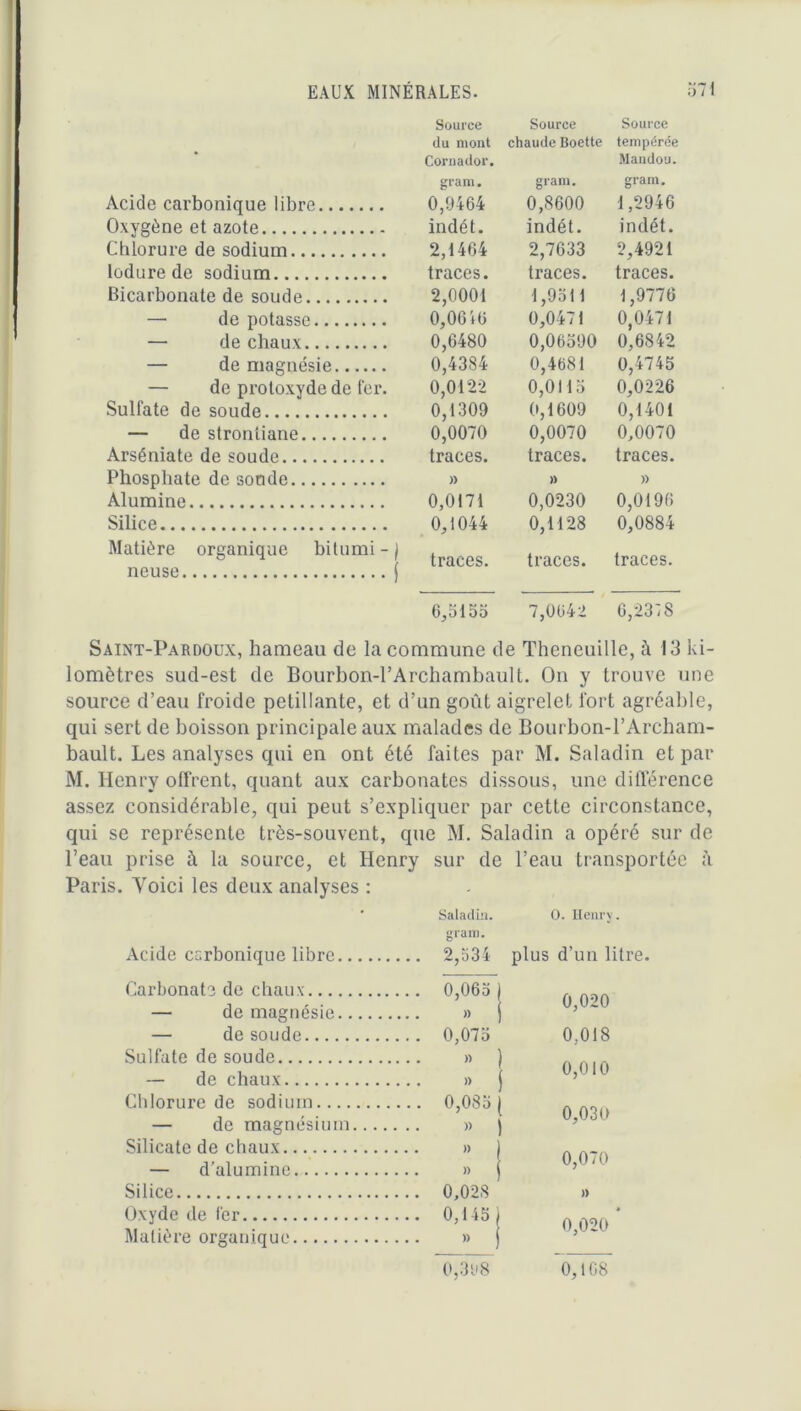 EAUX MINÉRALES. 571
Source Source Source
du mont chaude Boette tempérée
Cornador. Mandou.
gram. gram. gram.
Acide carbonique libre....... 0,9464 0,8600 1,2946
Oxygène et azote............. indét. indét. indét.
Chlorure de sodium........... 2,1464 2,7633 2,4921
Iodure de sodium............. traces. traces. traces.
Bicarbonate de soude......... 2,0001 1,9511 1,9776
— de potasse........ 0,0646 0,0471 0,0471
— de chaux......... 0,6480 0,06590 0,6842
— de magnésie...... 0,4384 0,4681 0,4745
— de protoxyde de fer. 0,0122 0,0115 0,0226
Sulfate de soude............. 0,1309 0,1609 0,1401
— de strontiane.......... 0,0070 0,0070 0,0070
Arséniate de soude........... traces. traces. traces.
Phosphate de soude.......... » » »
Alumine..................... 0,0171 0,0230 0,0196
Silice....................... 0,1044 0,1128 0,0884
Matière organique bitumi-
neuse...................... traces. traces. traces.
6,5155 7,0642 6,2378
SAINT-PARDOUX, hameau de la commune de Theneuille, à 13 ki-
lomètres sud-est de Bourbon-l'Archambault. On y trouve une
source d'eau froide petillante, et d'un goût aigrelet fort agréable,
qui sert de boisson principale aux malades de Bourbon-l'Archam-
bault. Les analyses qui en ont été faites par M. Saladin et par
M. Henry offrent, quant aux carbonates dissous, une différence
assez considérable, qui peut s'expliquer par cette circonstance,
qui se représente très-souvent, que M. Saladin a opéré sur de
l'eau prise à la source, et Henry sur de l'eau transportée à
Paris. Voici les deux analyses :
Saladin. O. Henry.
gram.
Acide carbonique libre.......... 2,534 plus d'un litre.
Carbonate de chaux............. 0,065
— de magnésie.......... » 0,020
— de soude............. 0,075 0,018
Sulfate de soude................ »
— de chaux................ » 0,010
Chlorure de sodium............ 0,085
— de magnésium........ » 0,030
Silicate de chaux............... »
— d'alumine.............. » 0,070
Silice.......................... 0,028 »
Oxyde de fer................... 0,145
Matière organique.............. » 0,020
0,398 0,168